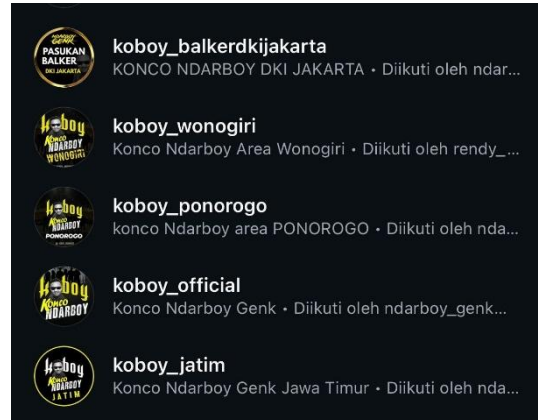 NDARBOY
GENK
PASUKAN
BALKER
DKI JAKARTA
koboy_balkerdkijakarta
KONCO NDARBOY DKI JAKARTA • Diikuti oleh ndar...
koboy
Konco
NDARBOY
WONOGIRI
koboy_wonogiri
Konco Ndarboy Area Wonogiri • Diikuti oleh rendy_...
koboy
Konco
NDARBOY
PONOROGO
koboy_ponorogo
konco Ndarboy area PONOROGO • Diikuti oleh nda...
koboy
Konco
NDARBOY
koboy_official
Konco Ndarboy Genk • Diikuti oleh ndarboy_genk...
koboy
Konco
NDARBOY
JATIM
koboy_jatim
Konco Ndarboy Genk Jawa Timur • Diikuti oleh nda...